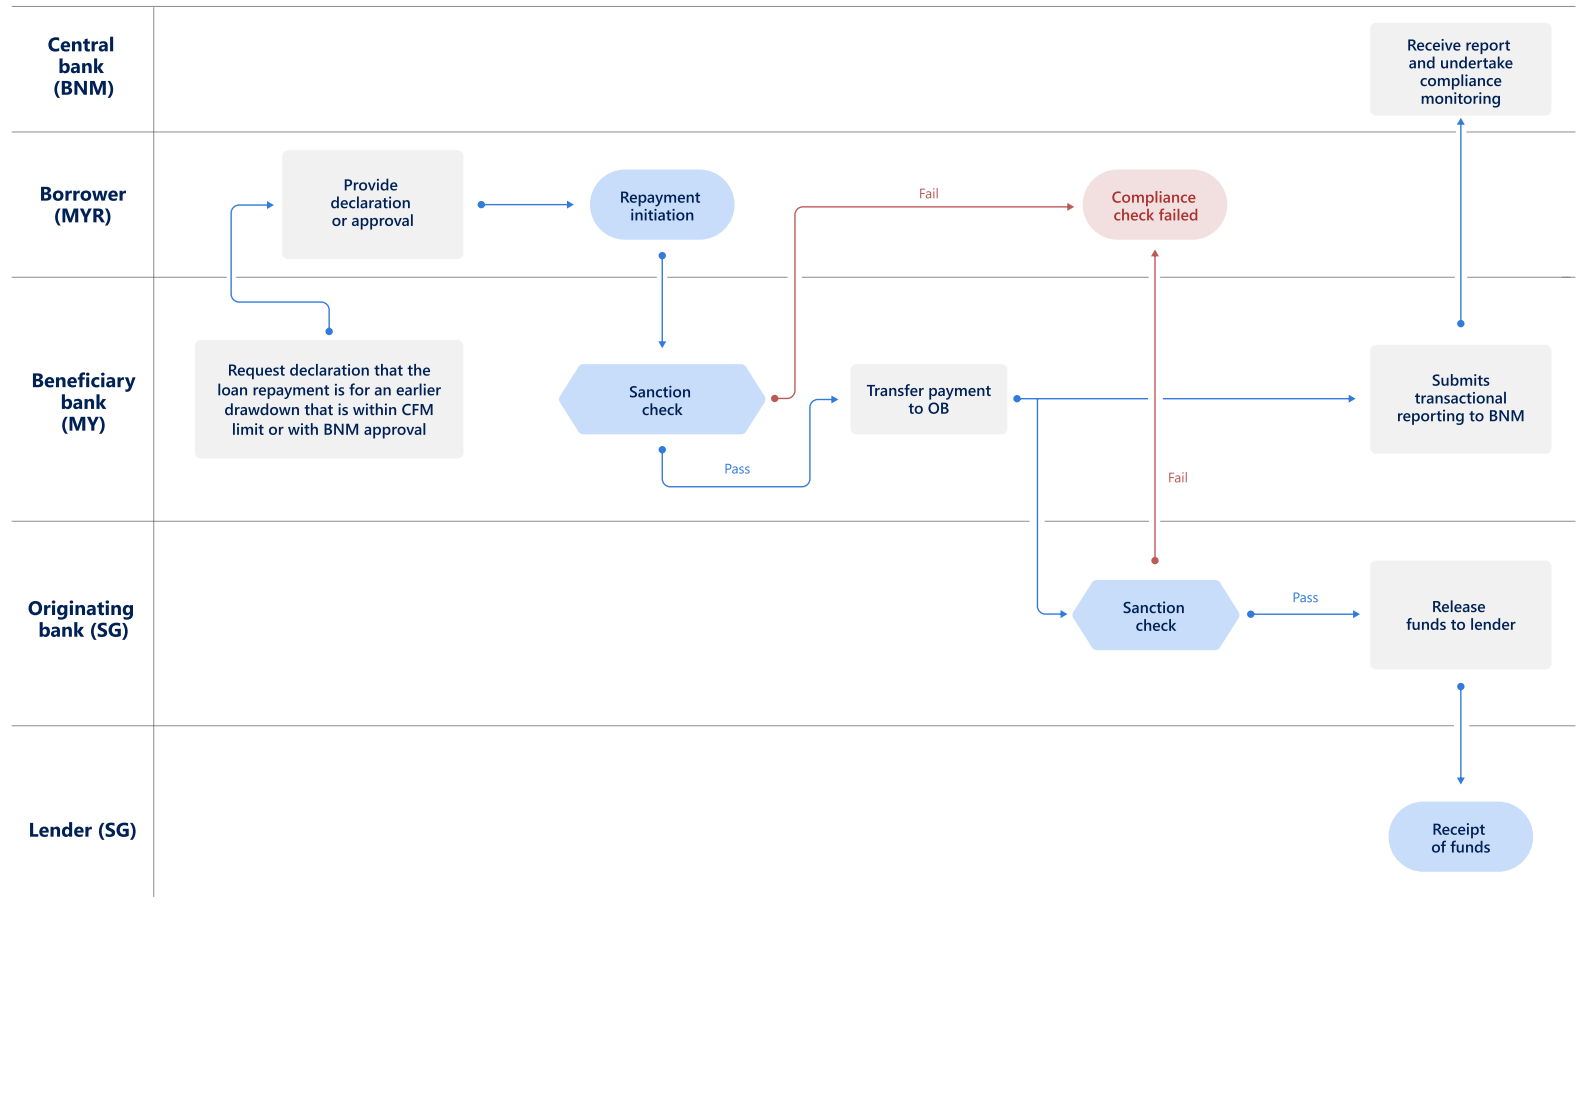 Central
bank
(BNM)
Receive report
and undertake
compliance
monitoring
Borrower
(MYR)
Provide
declaration
or approval
Repayment
initiation
Fail
Compliance
check failed
Beneficiary
bank
(MY)
Request declaration that the
loan repayment is for an earlier
drawdown that is within CFM
limit or with BNM approval
Sanction
check
Pass
Transfer payment
to OB
Fail
Submits
transactional
reporting to BNM
Originating
bank (SG)
Sanction
check
Pass
Release
funds to lender
Lender (SG)
Receipt
of funds